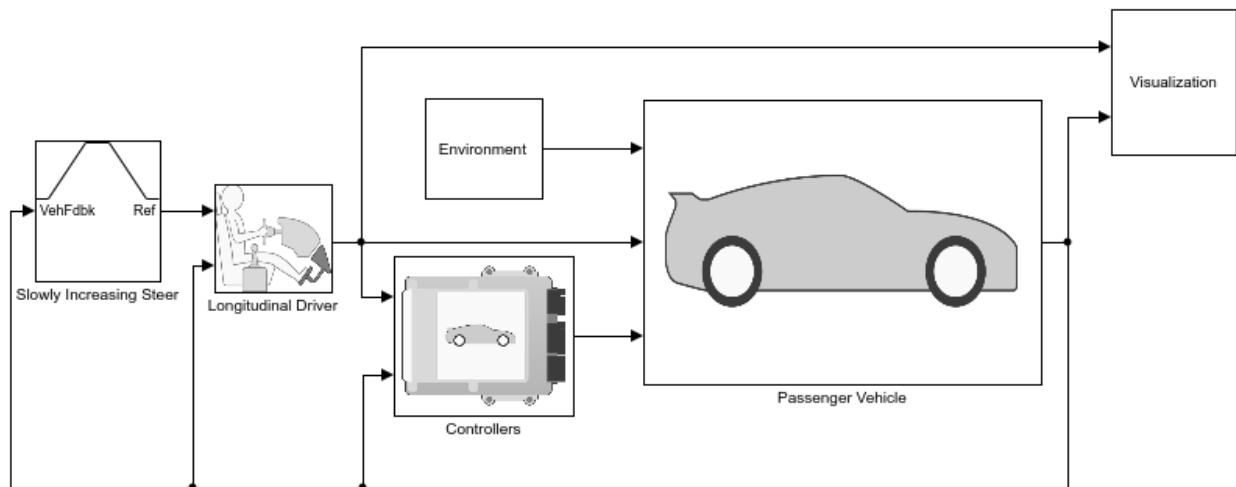 Visualization
Environment
VehFdbk Ref
Slowly Increasing Steer
Longitudinal Driver
Passenger Vehicle
Controllers